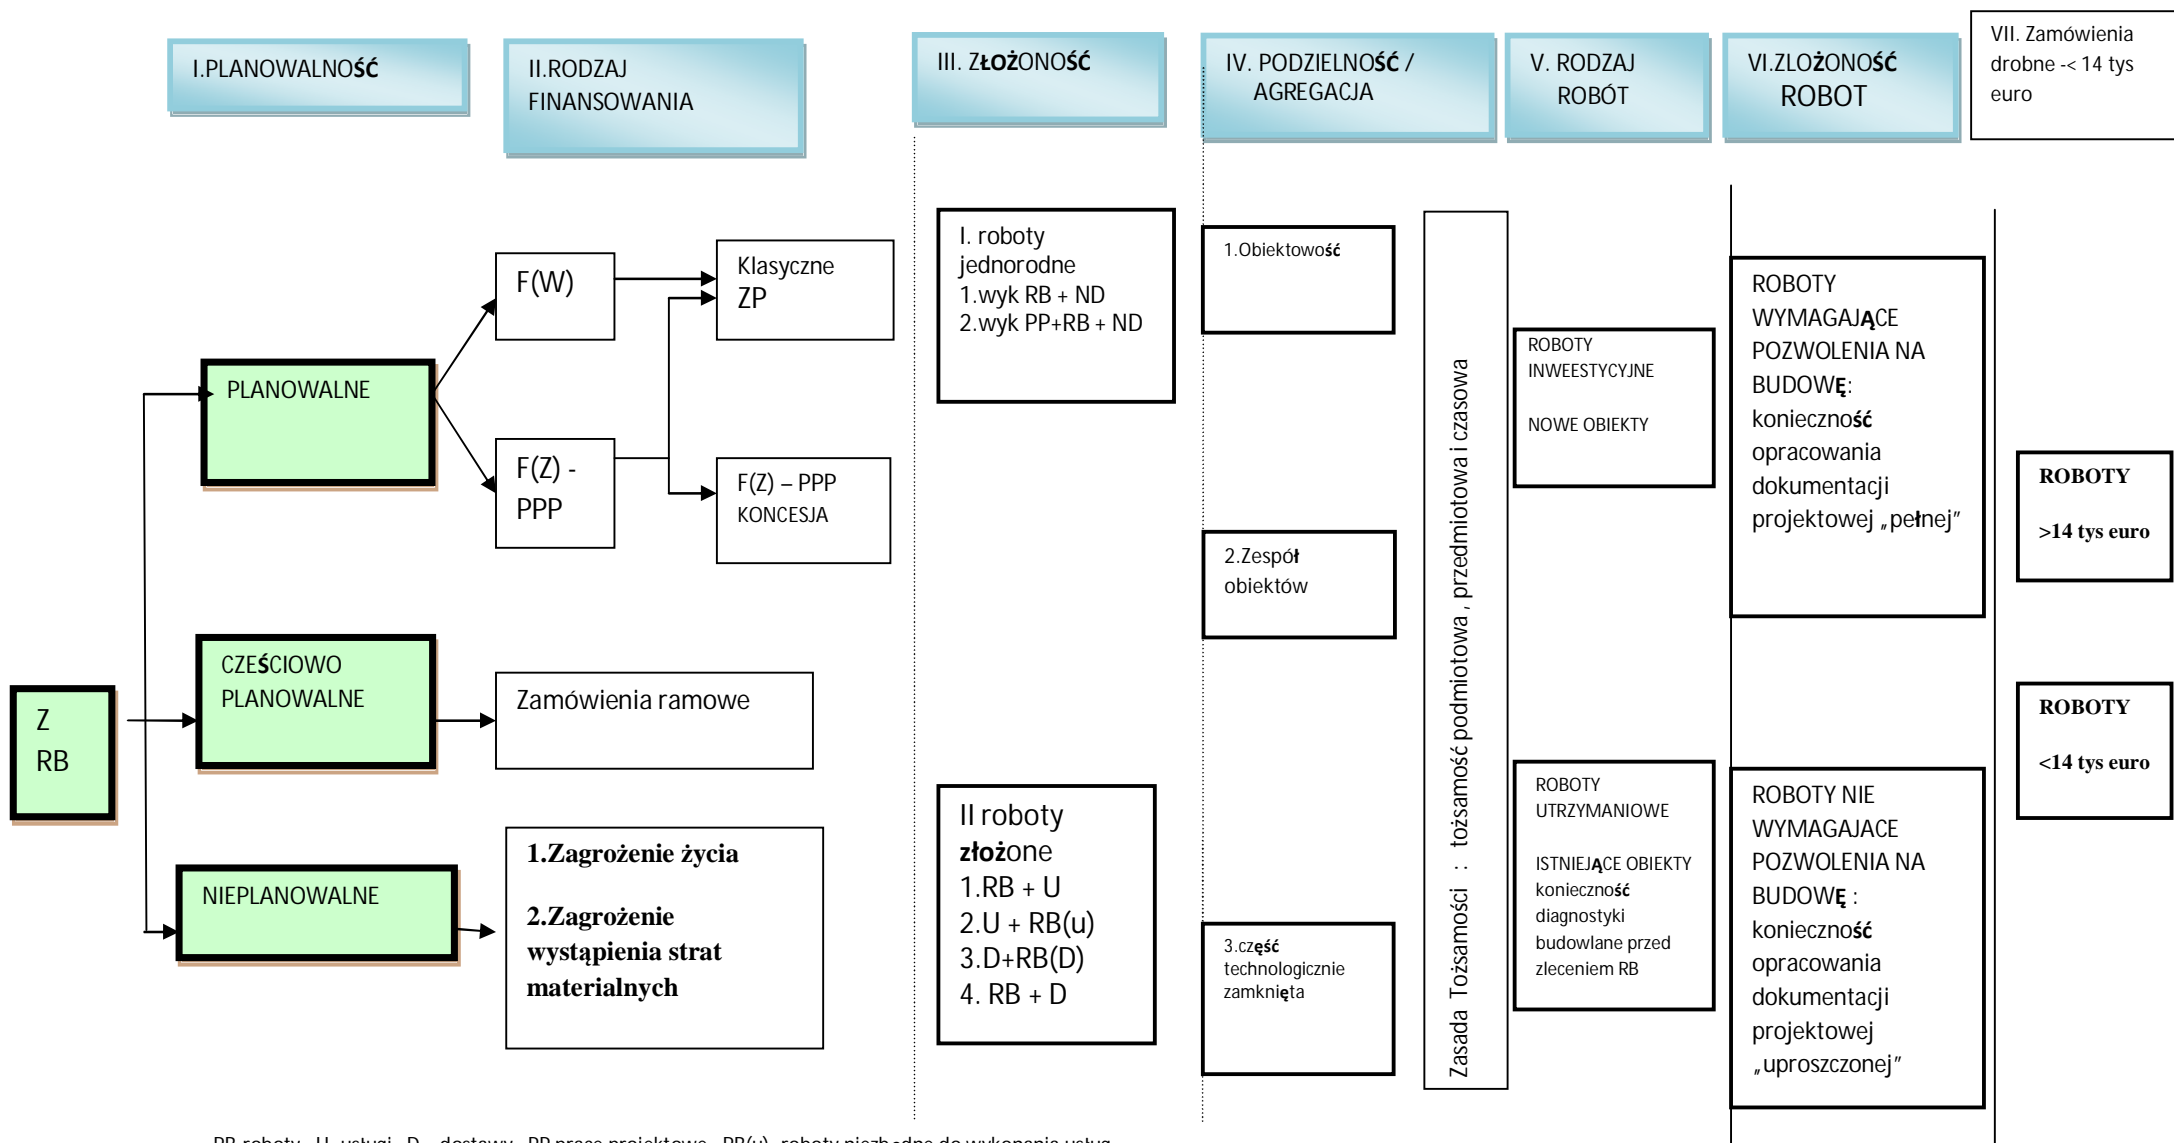 I.PLANOWALNOŚĆ
II.RODZAJ
FINANSOWANIA
III. ZŁOŻONOŚĆ
IV. PODZIELNOŚĆ /
AGREGACJA
V. RODZAJ
ROBÓT
VI.ZLOŻONOŚĆ
ROBOT
VII. Zamówienia
drobne -< 14 tys
euro
Z
RB
PLANOWALNE
CZEŚCIOWO
PLANOWALNE
NIEPLANOWALNE
F(W)
F(Z) -
PPP
Klasyczne
ZP
F(Z) – PPP
KONCESJA
Zamówienia ramowe
1.Zagrożenie życia
2.Zagrożenie
wystąpienia strat
materialnych
I. roboty
jednorodne
1.wyk RB + ND
2.wyk PP+RB + ND
II roboty
złożone
1.RB + U
2.U + RB(u)
3.D+RB(D)
4. RB + D
1.Obiektowość
2.Zespół
obiektów
3.część
technologicznie
zamknięta
Zasada Tożsamości : tożsamość podmiotowa , przedmiotowa i czasowa
ROBOTY
INWEESTYCYJNE
NOWE OBIEKTY
ROBOTY
UTRZYMANIOWE
ISTNIEJĄCE OBIEKTY
konieczność
diagnostyki
budowlane przed
zleceniem RB
ROBOTY
WYMAGAJĄCE
POZWOLENIA NA
BUDOWĘ:
konieczność
opracowania
dokumentacji
projektowej „pełnej”
ROBOTY NIE
WYMAGAJACE
POZWOLENIA NA
BUDOWĘ :
konieczność
opracowania
dokumentacji
projektowej
„uproszczonej”
ROBOTY
>14 tys euro
ROBOTY
<14 tys euro